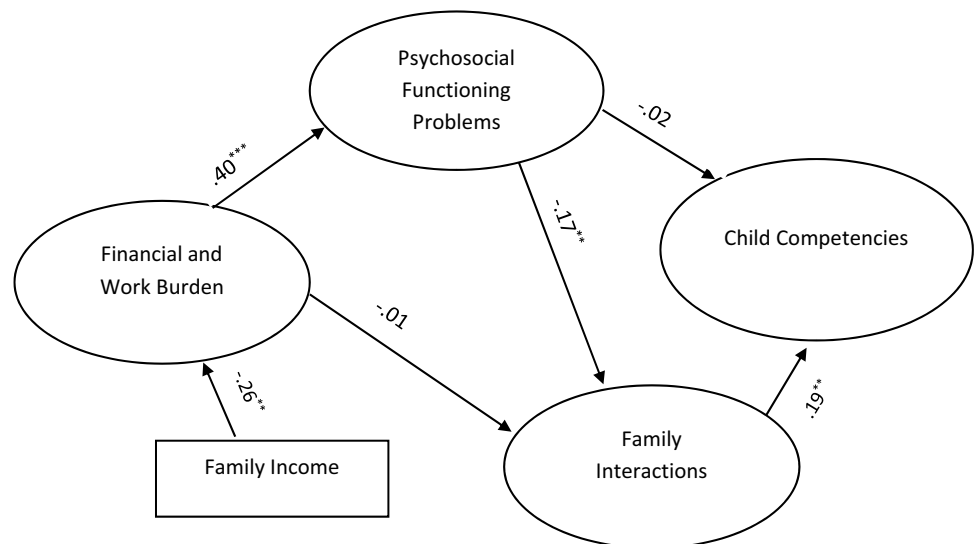 Psychosocial
Functioning
Problems
-.02
.40***
-.17**
Child Competencies
Financial and
Work Burden
-.01
-.26**
.19**
Family Income
Family
Interactions